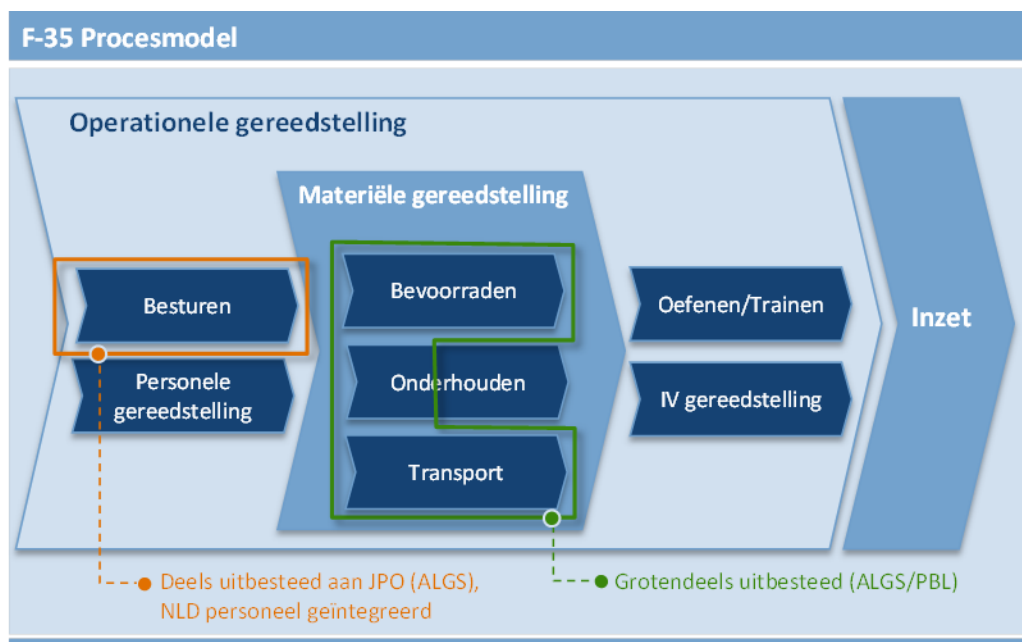 F-35 Procesmodel
Operationele gereedstelling
Materiële gereedstelling
Besturen
Personele
gereedstelling
Bevoorraden
Onderhouden
Transport
Oefenen/Trainen
IV gereedstelling
Inzet
Deels uitbesteed aan JPO (ALGS),
NLD personeel geïntegreerd
Grotendeels uitbesteed (ALGS/PBL)